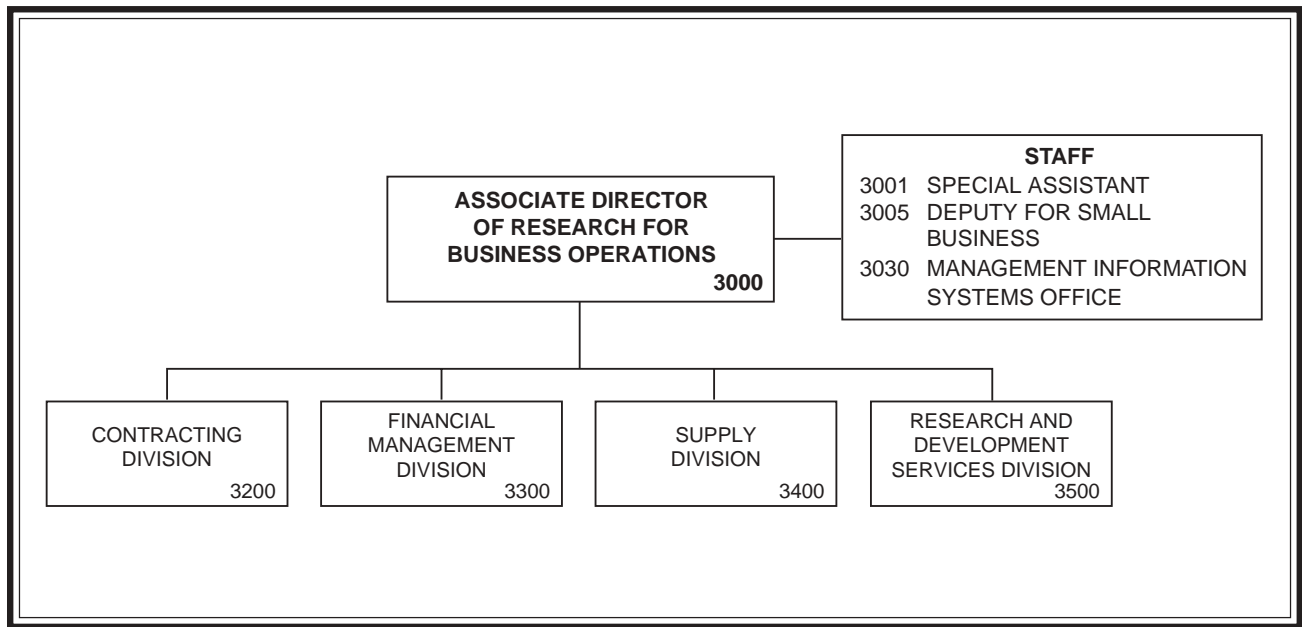 ASSOCIATE DIRECTOR
OF RESEARCH FOR
BUSINESS OPERATIONS
3000
STAFF
3001 SPECIAL ASSISTANT
3005 DEPUTY FOR SMALL
BUSINESS
3030 MANAGEMENT INFORMATION
SYSTEMS OFFICE
CONTRACTING
DIVISION
3200
FINANCIAL
MANAGEMENT
DIVISION
3300
SUPPLY
DIVISION
3400
RESEARCH AND
DEVELOPMENT
SERVICES DIVISION
3500